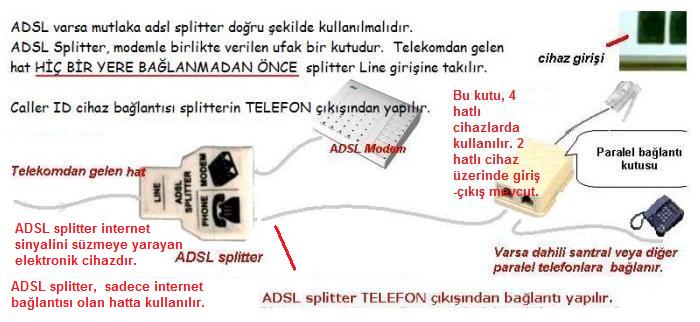 ADSL varsa mutlaka adsl splitter doğru şekilde kullanılmalıdır.
ADSL Splitter, modemle birlikte verilen ufak bir kutudur. Telekomdan gelen
hat HİÇ BİR YERE BAĞLANMADAN ÖNCE splitter Line girişine takılır.
cihaz girişi
Caller ID cihaz bağlantısı splitterin TELEFON çıkışından yapılır.
Bu kutu, 4
hatlı
cihazlarda
kullanılır. 2
hatlı cihaz
üzerinde giriş
-çıkış mevcut.
ADSL Modem
Paralel bağlantı
kutusu
Telekomdan gelen hat
LINE
ADSL
SPLITTER
PHONE
MODEM
ADSL splitter internet
sinyalini süzmeye yarayan
elektronik cihazdır.
ADSL splitter
Varsa dahili santral veya diğer
paralel telefonlara bağlanır.
ADSL splitter, sadece internet
bağlantısı olan hatta kullanılır.
ADSL splitter TELEFON çıkışından bağlantı yapılır.